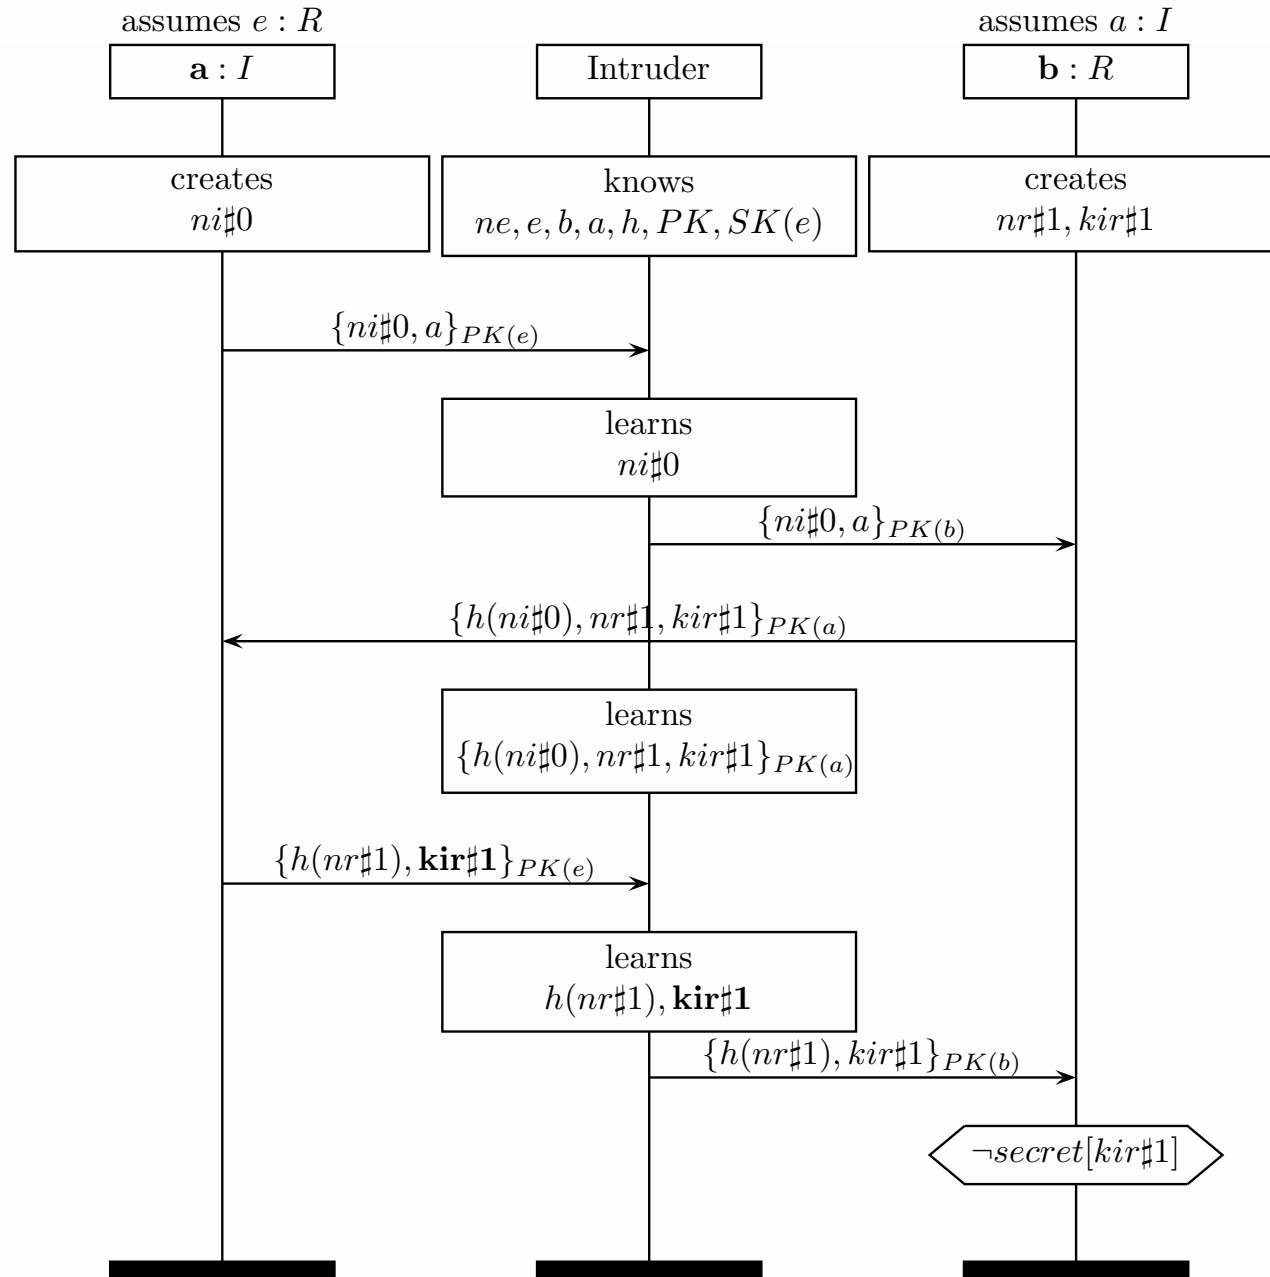 assumes e : R
assumes a : I
a : I
Intruder
b : R
creates
ni♯0
knows
ne, e, b, a, h, PK, SK(e)
creates
nr♯1, kir♯1
{ni♯0, a}PK(e)
learns
ni♯0
{ni♯0, a}PK(b)
{h(ni♯0), nr♯1, kir♯1}PK(a)
learns
{h(ni♯0), nr♯1, kir♯1}PK(a)
{h(nr♯1), kir♯1}PK(e)
learns
h(nr♯1), kir♯1
{h(nr♯1), kir♯1}PK(b)
¬secret[kir♯1]